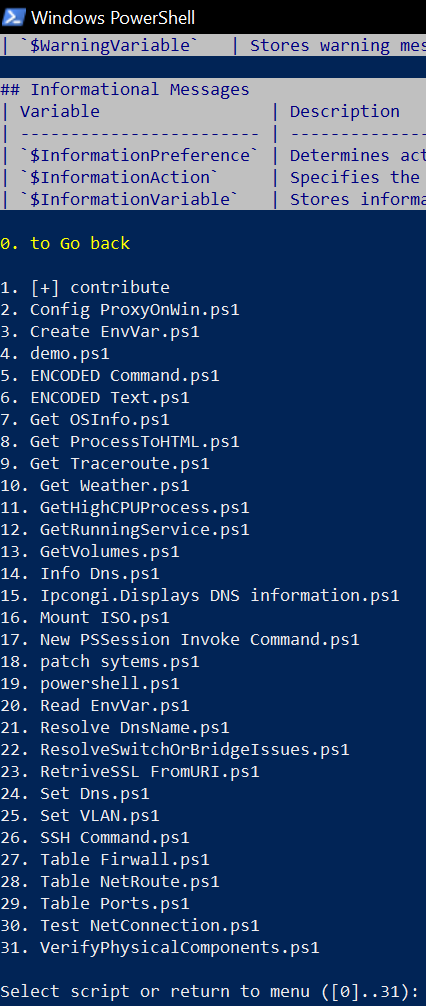 Windows PowerShell
| `$WarningVariable` | Stores warning mes
## Informational Messages
| Variable | Description
| ------------------------ | --------------
| `$InformationPreference` | Determines act
| `$InformationAction` | Specifies the
| `$InformationVariable` | Stores informa
0. to Go back
1. [+] contribute
2. Config ProxyOnWin.ps1
3. Create EnvVar.ps1
4. demo.ps1
5. ENCODED Command.ps1
6. ENCODED Text.ps1
7. Get OSInfo.ps1
8. Get ProcessToHTML.ps1
9. Get Traceroute.ps1
10. Get Weather.ps1
11. GetHighCPUProcess.ps1
12. GetRunningService.ps1
13. GetVolumes.ps1
14. Info Dns.ps1
15. Ipcongi.Displays DNS information.ps1
16. Mount ISO.ps1
17. New PSSession Invoke Command.ps1
18. patch sytems.ps1
19. powershell.ps1
20. Read EnvVar.ps1
21. Resolve DnsName.ps1
22. ResolveSwitchOrBridgeIssues.ps1
23. RetriveSSL FromURI.ps1
24. Set Dns.ps1
25. Set VLAN.ps1
26. SSH Command.ps1
27. Table Firwall.ps1
28. Table NetRoute.ps1
29. Table Ports.ps1
30. Test NetConnection.ps1
31. VerifyPhysicalComponents.ps1
Select script or return to menu ([0]..31):